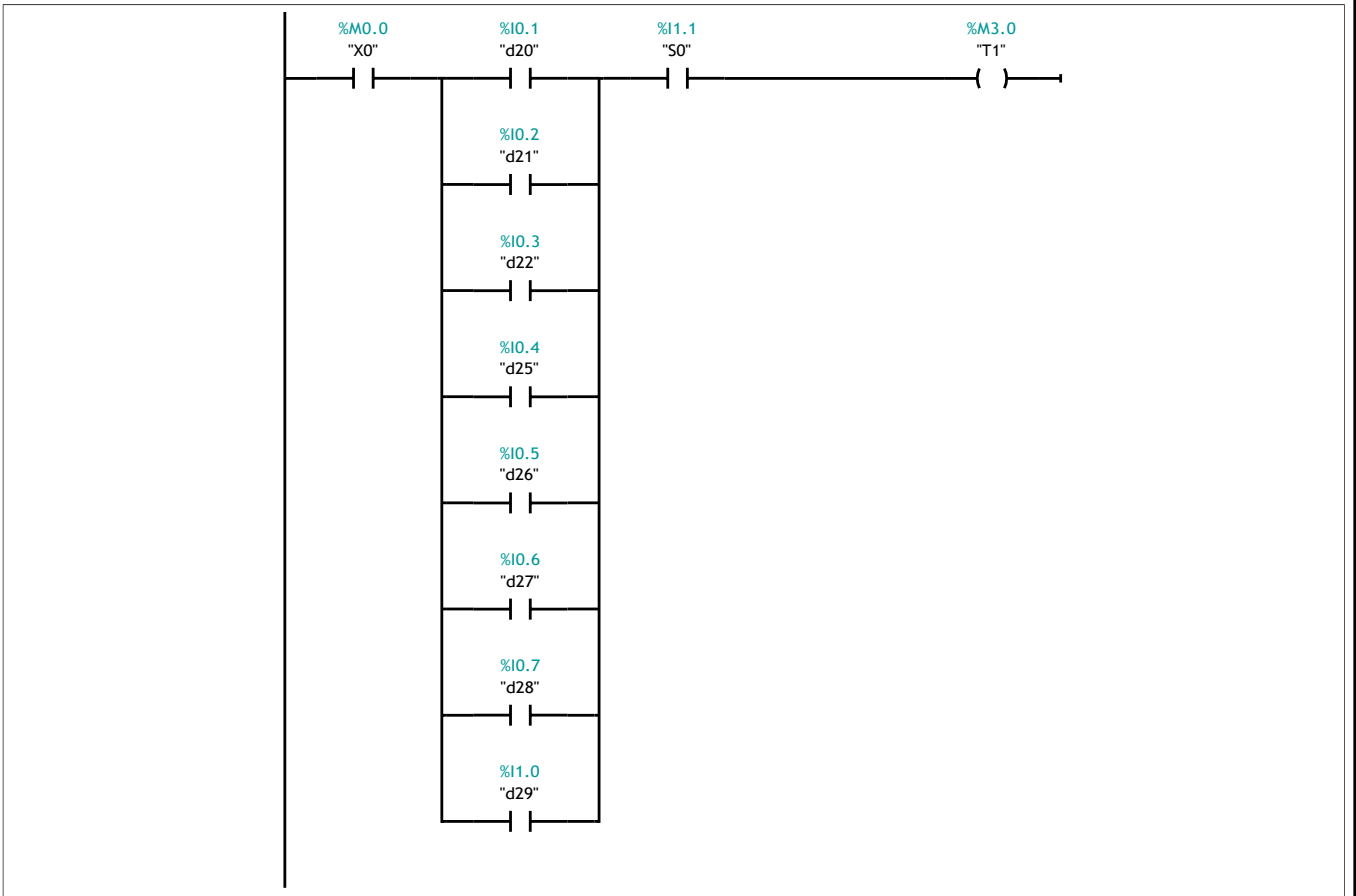 %M0.0 %I0.1 %I1.1 %M3.0
"X0" "d20" "S0" "T1"
%I0.2
"d21"
%I0.3
"d22"
%I0.4
"d25"
%I0.5
"d26"
%I0.6
"d27"
%I0.7
"d28"
%I1.0
"d29"